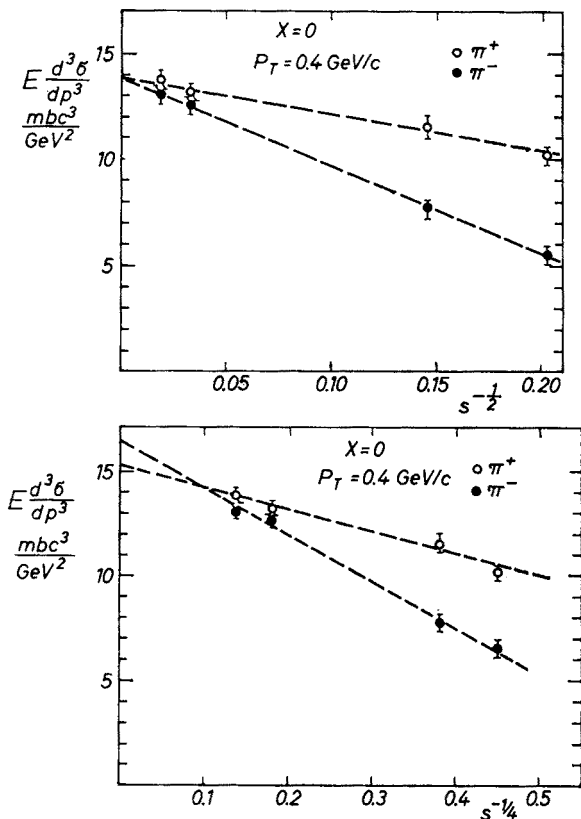 X=0
P_T=0.4 GeV/c
○ π⁺
● π⁻
E d³σ/dp³
mbc³/GeV²
15
10
5
0.05
0.10
0.15
0.20
s^-1/2
X=0
P_T=0.4 GeV/c
○ π⁺
● π⁻
E d³σ/dp³
mbc³/GeV²
15
10
5
0.1
0.2
0.3
0.4
0.5
s^-1/4